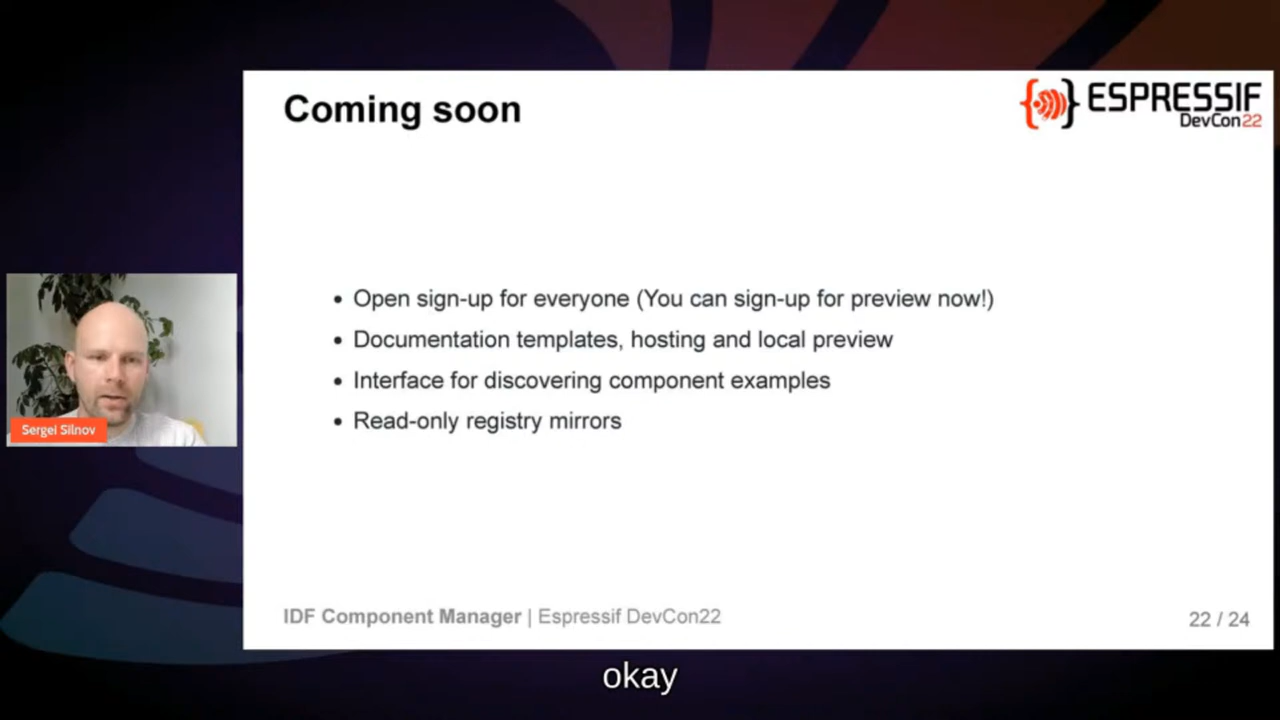 Coming soon
ESPRESSIF
DevCon22
• Open sign-up for everyone (You can sign-up for preview now!)
• Documentation templates, hosting and local preview
• Interface for discovering component examples
• Read-only registry mirrors
Sergei Silnov
IDF Component Manager | Espressif DevCon22
22 / 24
okay